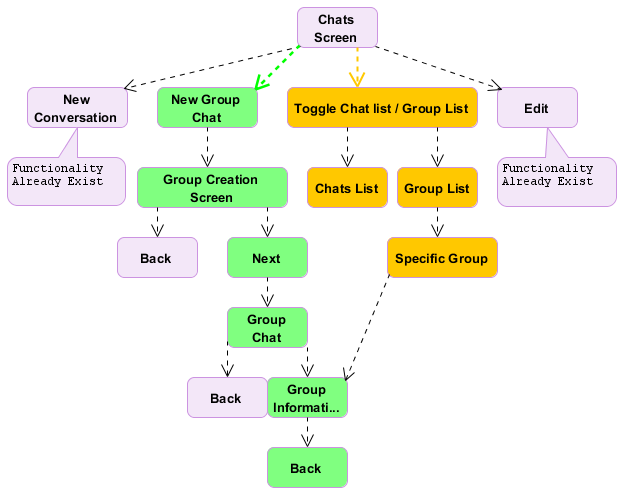 Chats
Screen
New
Conversation
New Group
Chat
Toggle Chat list / Group List
Edit
Functionality
Already Exist
Functionality
Already Exist
Group Creation
Screen
Chats List
Group List
Back
Next
Specific Group
Group
Chat
Back
Group
Informati...
Back